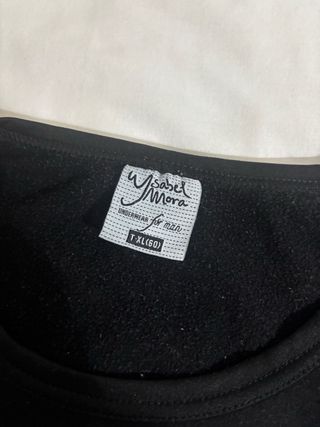 Ysabel
Mora
UNDERWEAR for man
T·XL(60)